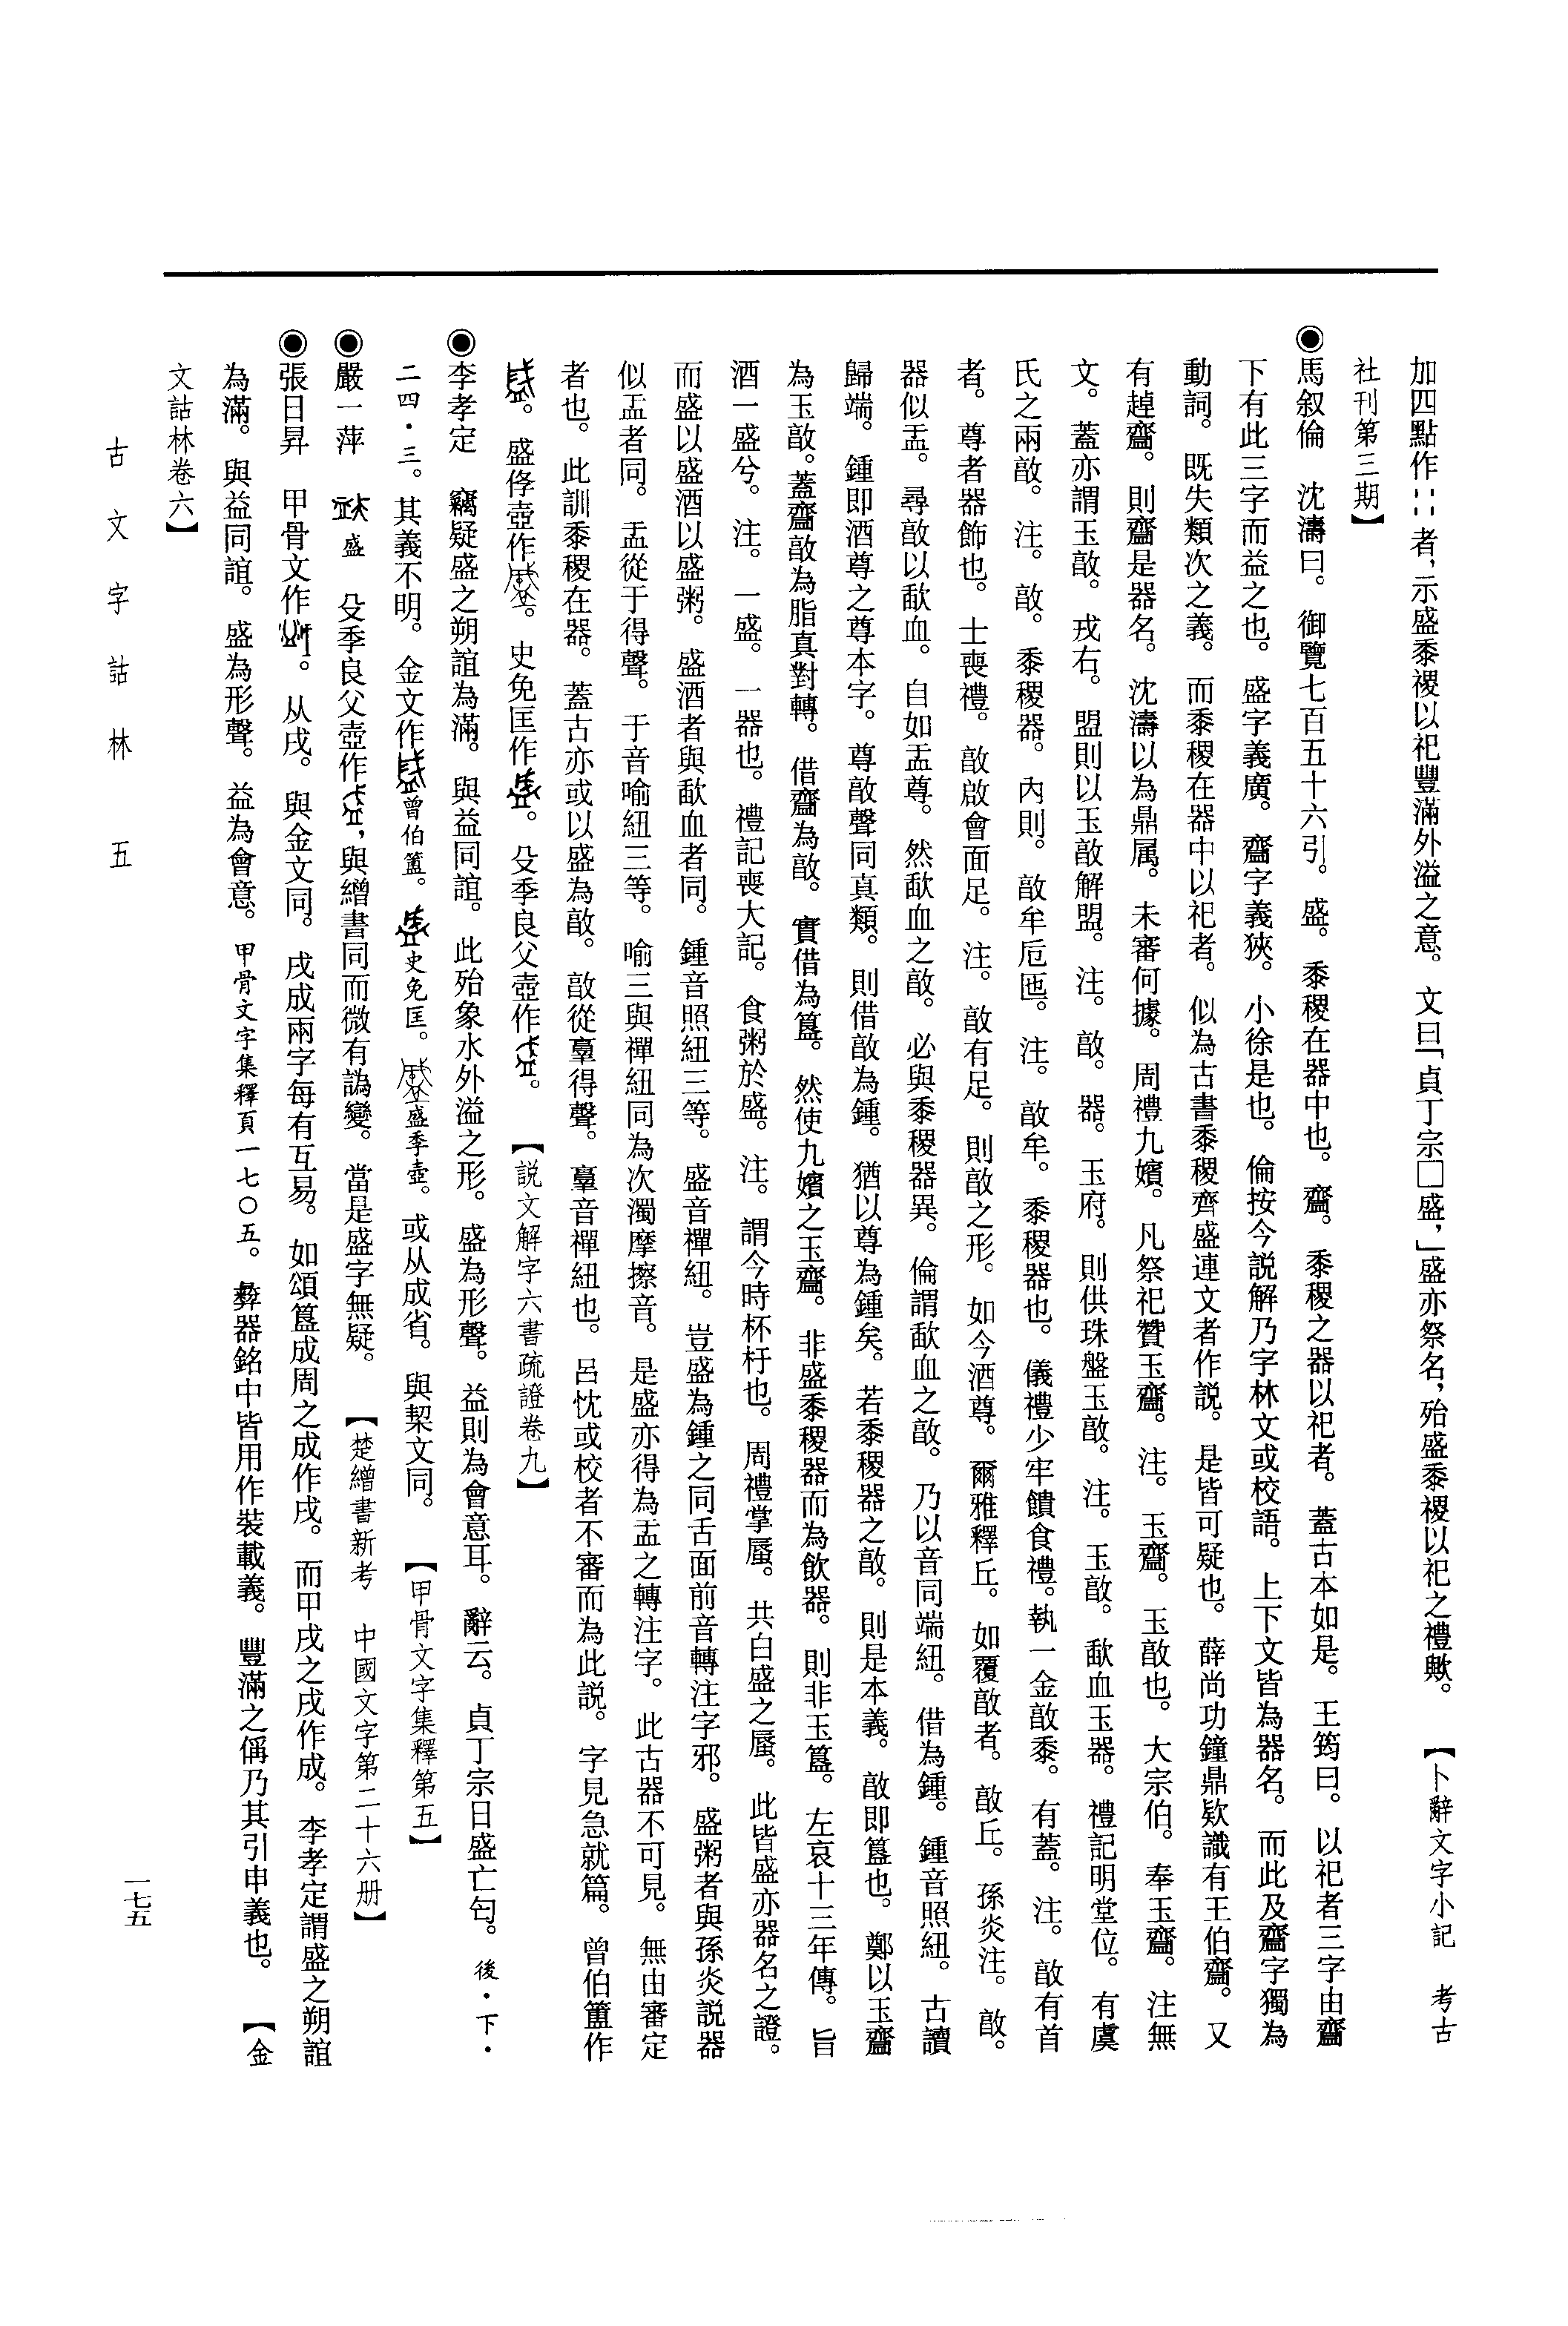 加四點作∷者，示盛黍稷以祀豐滿外溢之意。文曰「貞丁宗□盛，」盛亦祭名，殆盛黍稷以祀之禮歟。　【卜辭文字小記　考古
社刊第三期】
◉馬叙倫　沈濤曰。御覽七百五十六引。盛。黍稷在器中也。齍。黍稷之器以祀者。蓋古本如是。王筠曰。以祀者三字由齍
下有此三字而益之也。盛字義廣。齍字義狹。小徐是也。倫按今説解乃字林文或校語。上下文皆為器名。而此及齍字獨為
動詞。既失類次之義。而黍稷在器中以祀者。似為古書黍稷齊盛連文者作説。是皆可疑也。薛尚功鐘鼎欵識有王伯齍。又
有趠齍。則齍是器名。沈濤以為鼎属。未審何據。周禮九嬪。凡祭祀贊玉齍。注。玉齍。玉敦也。大宗伯。奉玉齍。注無
文。蓋亦謂玉敦。戎右。盟則以玉敦解盟。注。敦。器。玉府。則供珠盤玉敦。注。玉敦。歃血玉器。禮記明堂位。有虞
氏之兩敦。注。敦。黍稷器。內則。敦牟卮匜。注。敦牟。黍稷器也。儀禮少牢饋食禮。執一金敦黍。有蓋。注。敦有首
者。尊者器飾也。士喪禮。敦啟會面足。注。敦有足。則敦之形。如今酒尊。爾雅釋丘。如覆敦者。敦丘。孫炎注。敦。
器似盂。尋敦以歃血。自如盂尊。然歃血之敦。必與黍稷器異。倫謂歃血之敦。乃以音同端紐。借為鍾。鍾音照紐。古讀
歸端。鍾即酒尊之尊本字。尊敦聲同真類。則借敦為鍾。猶以尊為鍾矣。若黍稷器之敦。則是本義。敦即簋也。鄭以玉齍
為玉敦。蓋齍敦為脂真對轉。借齍為敦。實借為簋。然使九嬪之玉齍。非盛黍稷器而為飲器。則非玉簋。左哀十三年傳。旨
酒一盛兮。注。一盛。一器也。禮記喪大記。食粥於盛。注。謂今時杯杅也。周禮掌蜃。共白盛之蜃。此皆盛亦器名之證。
而盛以盛酒以盛粥。盛酒者與歃血者同。鍾音照紐三等。盛音禪紐。豈盛為鍾之同舌面前音轉注字邪。盛粥者與孫炎説器
似盂者同。盂從于得聲。于音喻紐三等。喻三與禪紐同為次濁摩擦音。是盛亦得為盂之轉注字。此古器不可見。無由審定
者也。此訓黍稷在器。蓋古亦或以盛為敦。敦從𦎫得聲。𦎫音禪紐也。呂忱或校者不審而為此説。字見急就篇。曾伯簠作
。盛㑄壺作。史免匡作。殳季良父壺作。　【説文解字六書疏證卷九】
◉李孝定　竊疑盛之朔誼為滿。與益同誼。此殆象水外溢之形。盛為形聲。益則為會意耳。辭云。貞丁宗日盛亡匄。後・下・
二四・三。其義不明。金文作曾伯簠。史免匡。盛季壺。或从成省。與栔文同。　【甲骨文字集釋第五】
◉嚴一萍　盛　殳季良父壺作，與繒書同而微有譌變。當是盛字無疑。　【楚繒書新考　中國文字第二十六册】
◉張日昇　甲骨文作。从戌。與金文同。戌成兩字每有互易。如頌簋成周之成作戌。而甲戌之戌作成。李孝定謂盛之朔誼
為滿。與益同誼。盛為形聲。益為會意。甲骨文字集釋頁一七〇五。彝器銘中皆用作裝載義。豐滿之偁乃其引申義也。　【金
文詁林卷六】
古文字詁林　五
一七五